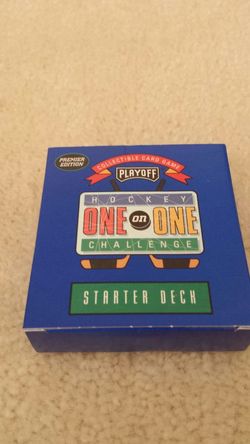 PREMIER
EDITION
COLLECTIBLE CARD GAME
PLAYOFF
HOCKEY
ONE on ONE
CHALLENGE
STARTER DECK